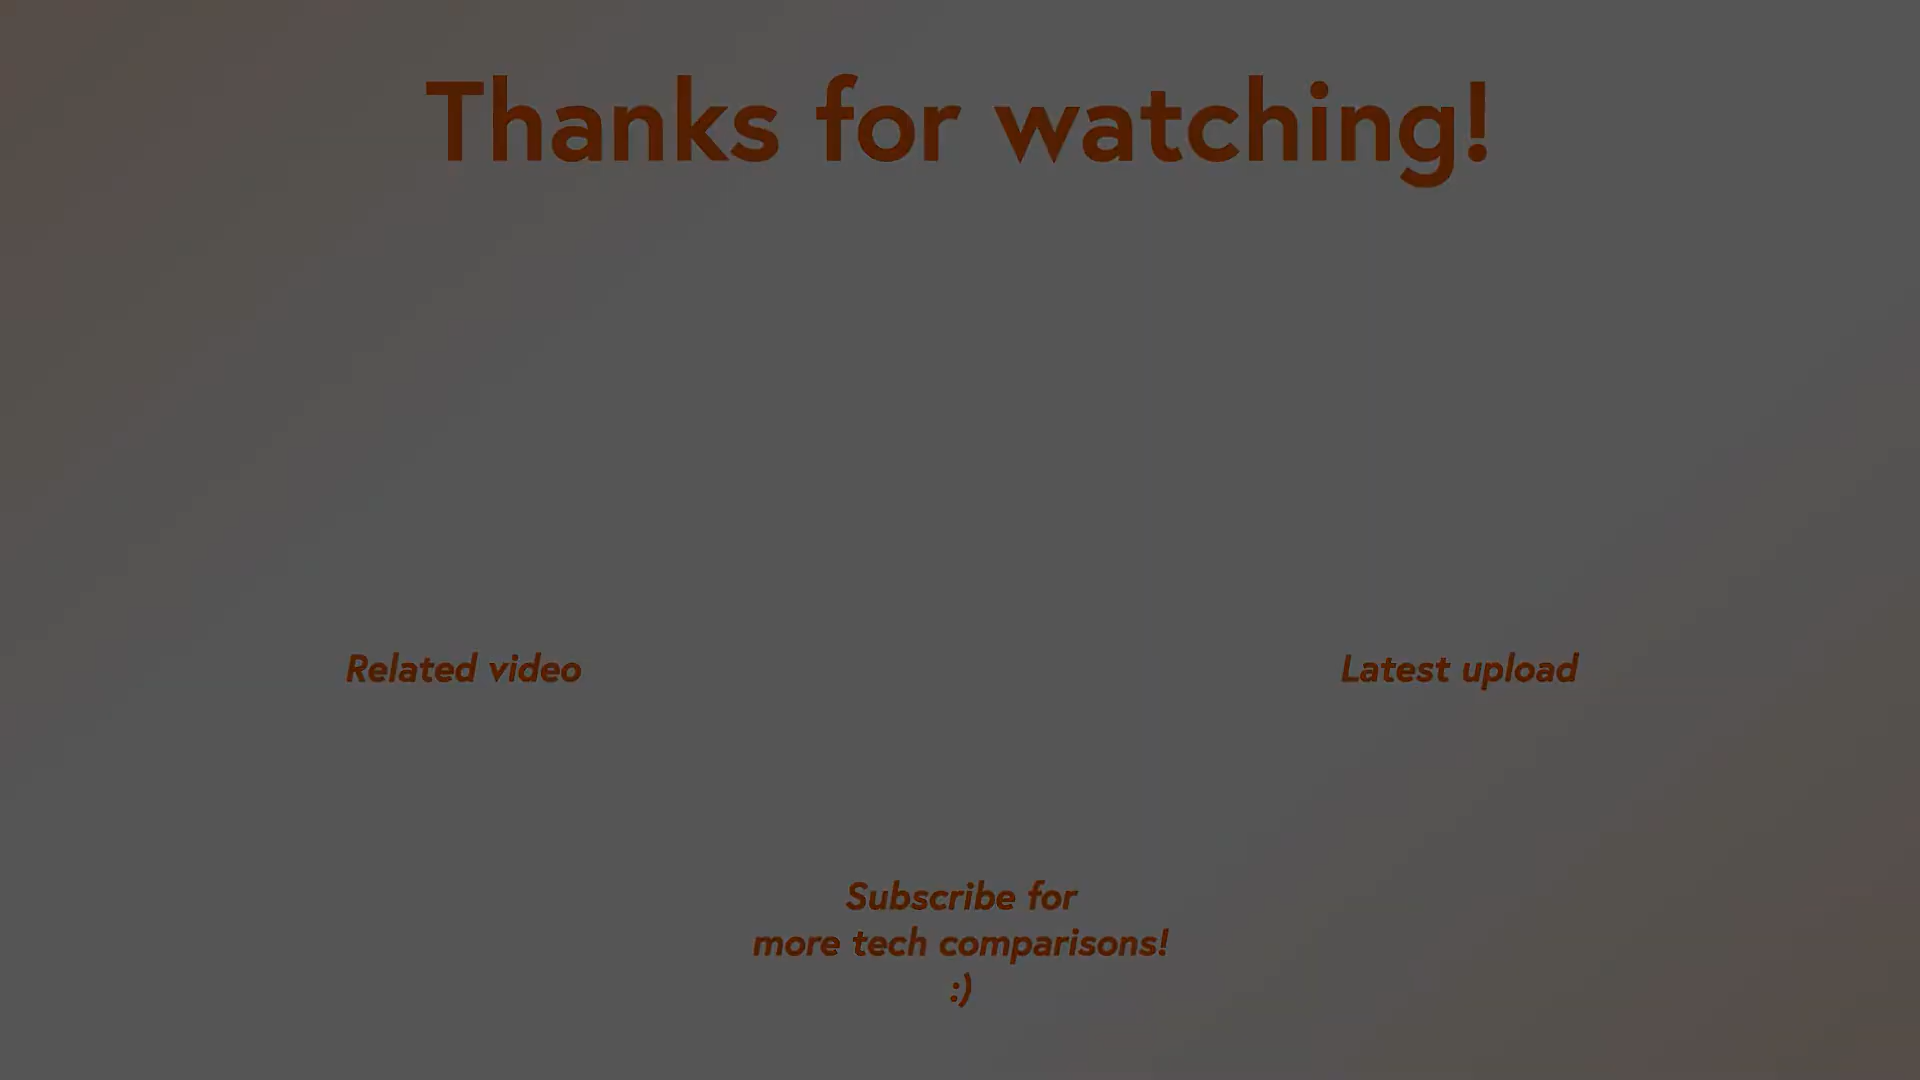 Thanks for watching!
Related video
Latest upload
Subscribe for
more tech comparisons!
:)